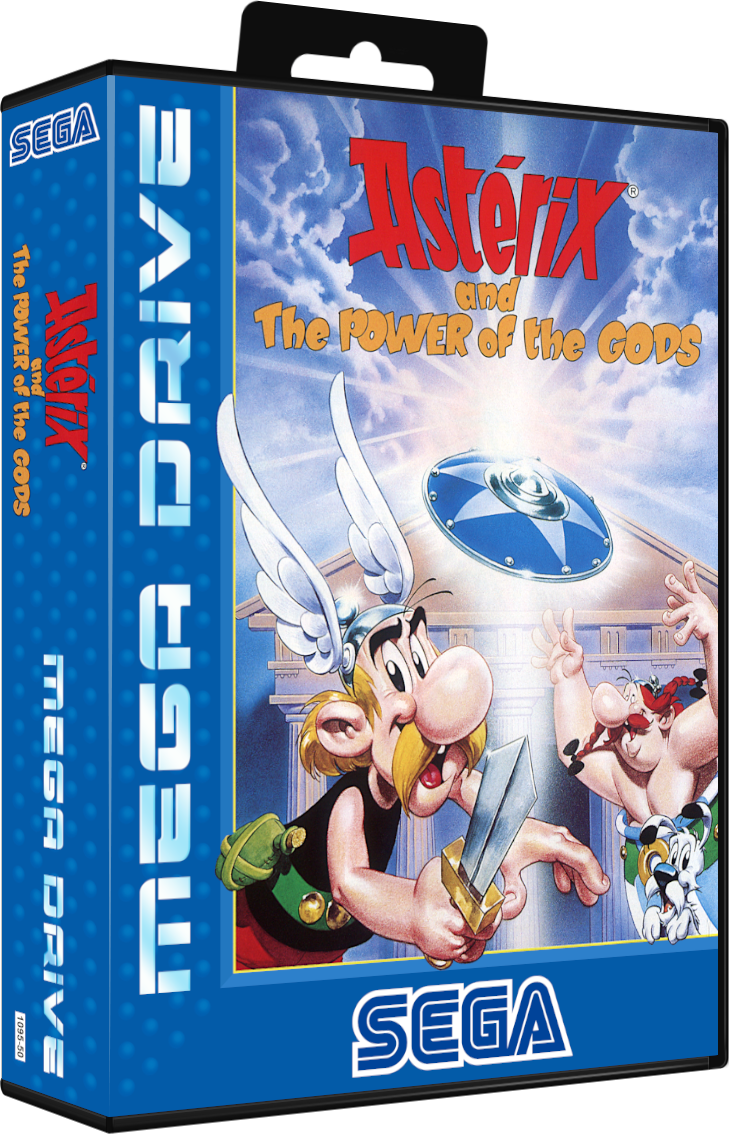 SEGA
Astérix®
and
The POWER of the GODS
MEGA DRIVE
1095-50
MEGA DRIVE
Astérix®
and
The POWER of the GODS
SEGA